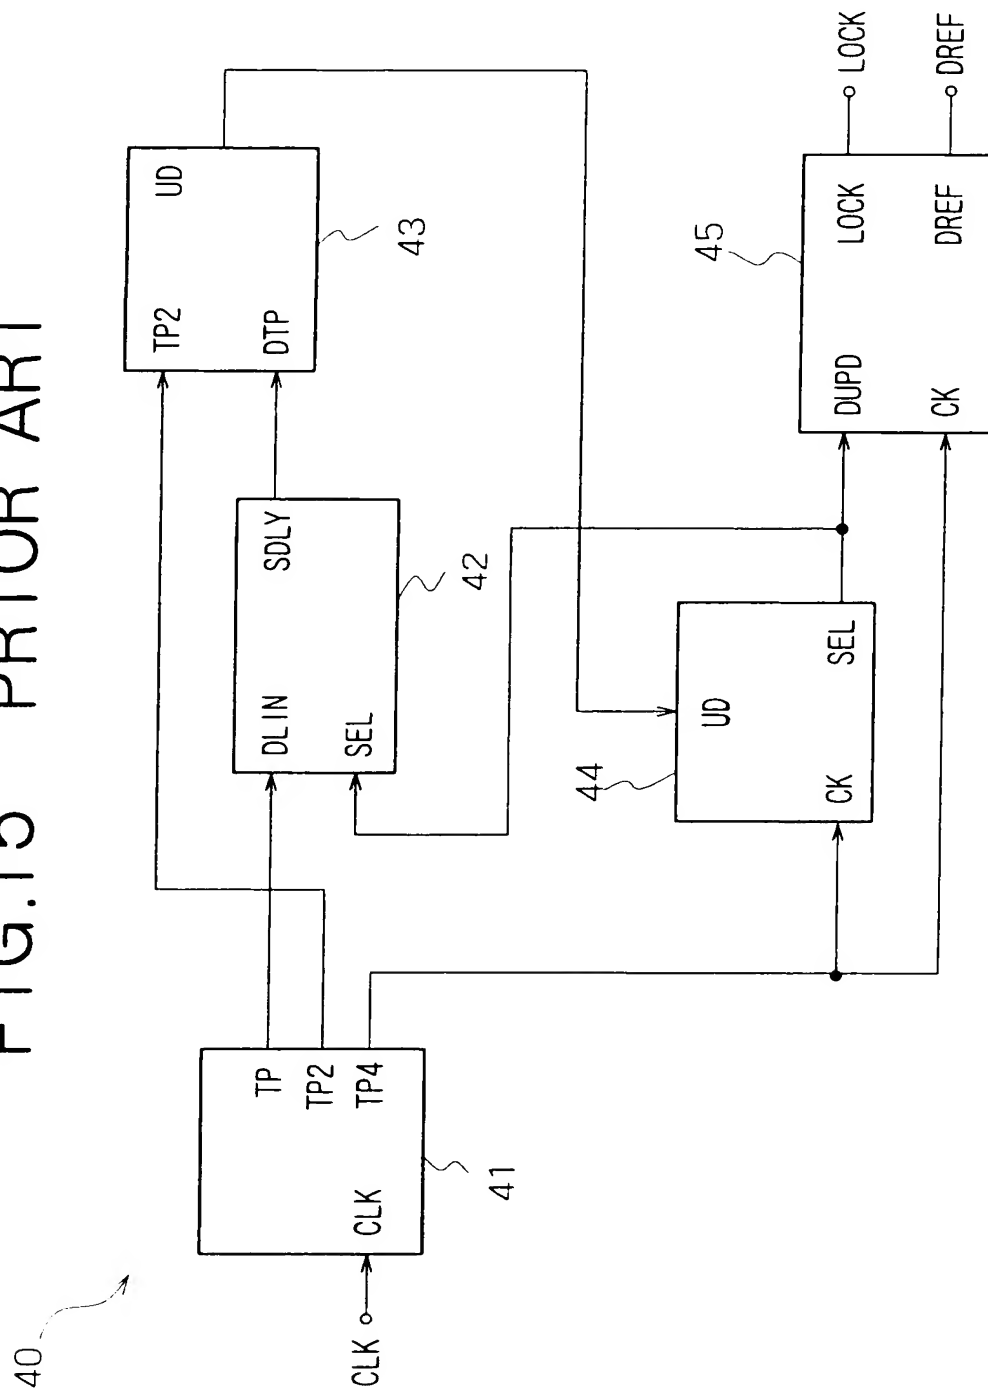 FIG.15 PRIOR ART
40
CLK
CLK
TP
TP2
TP4
41
DLIN
SEL
SDLY
42
TP2
DTP
UD
43
UD
CK
SEL
44
DUPD
CK
LOCK
DREF
45
LOCK
DREF